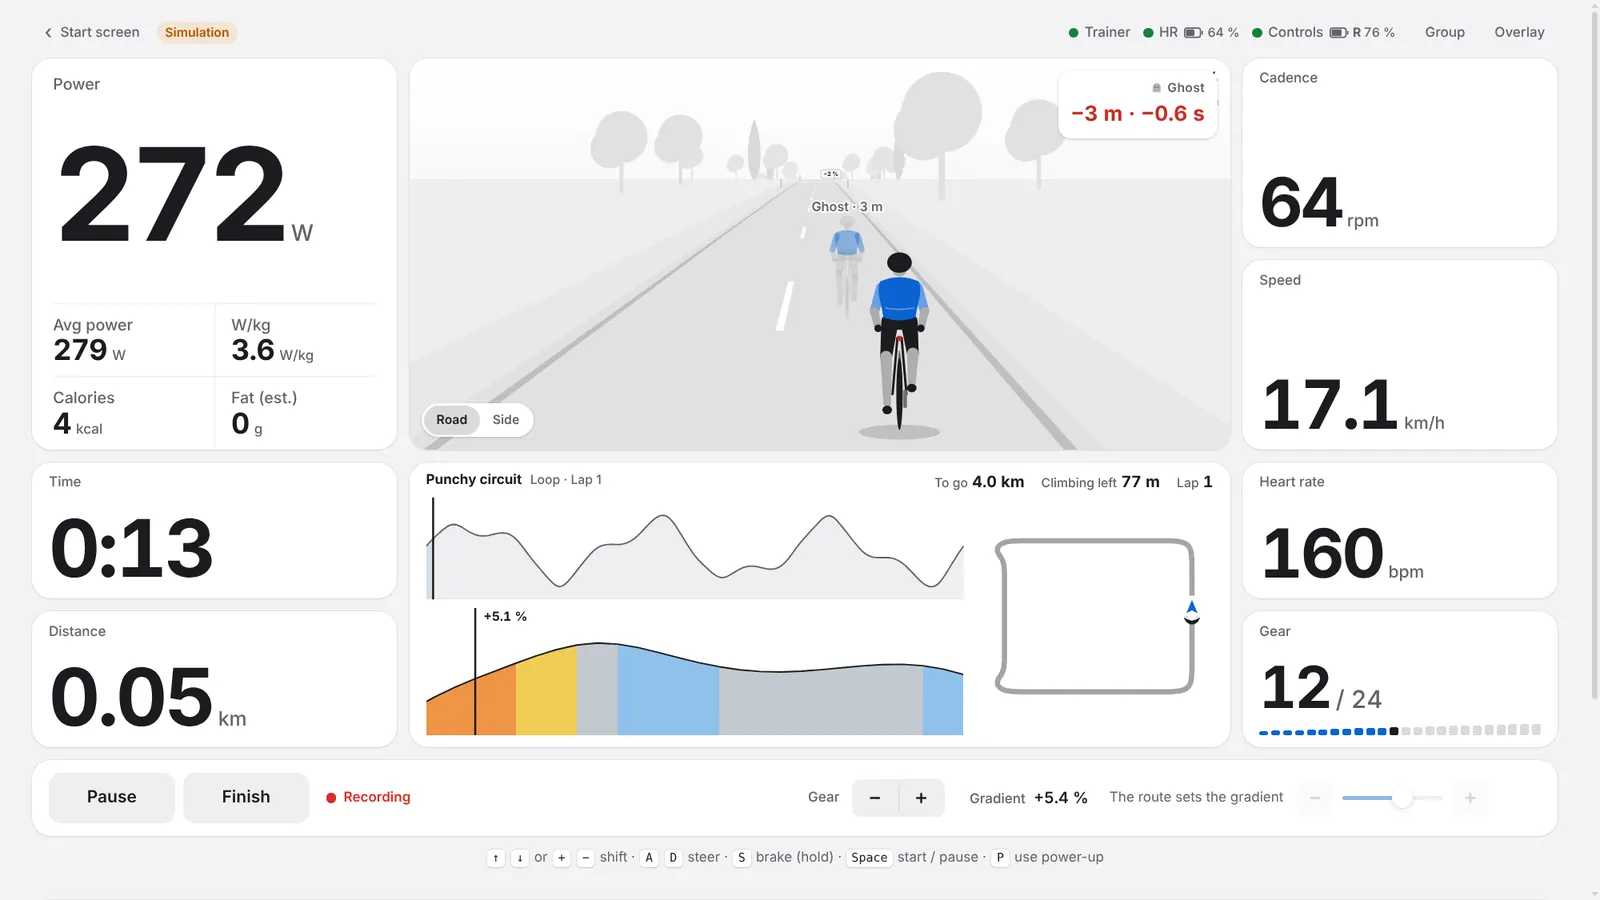 Start screen
Simulation
Trainer
HR 64 %
Controls R 76 %
Group
Overlay
Power
272 W
Avg power
279 W
W/kg
3.6 W/kg
Calories
4 kcal
Fat (est.)
0 g
Ghost
−3 m · −0.6 s
−2 %
Ghost · 3 m
Road
Side
Cadence
64 rpm
Speed
17.1 km/h
Time
0:13
Distance
0.05 km
Punchy circuit Loop · Lap 1
To go 4.0 km Climbing left 77 m Lap 1
+5.1 %
Heart rate
160 bpm
Gear
12 / 24
Pause
Finish
Recording
Gear − +
Gradient +5.4 %
The route sets the gradient − +
↑ ↓ or + − shift · A D steer · S brake (hold) · Space start / pause · P use power-up